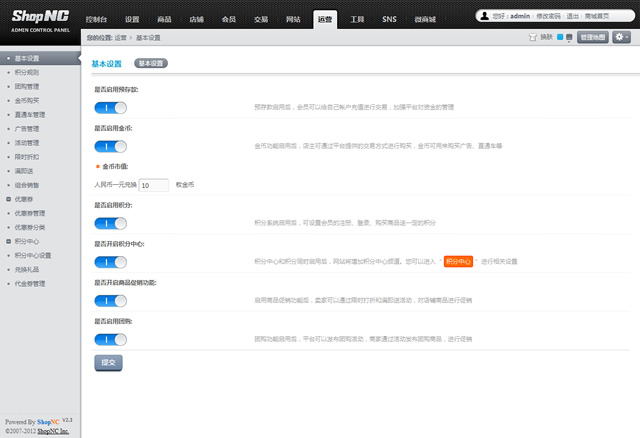 ShopNC
ADMIN CONTROL PANEL
控制台 设置 商品 店铺 会员 交易 网站 运营 工具 SNS 微商城
您好：admin | 修改密码 | 退出 | 商城首页
您的位置: 运营 > 基本设置
换肤 管理地图
基本设置
积分规则
团购管理
金币购买
直通车管理
广告管理
活动管理
限时折扣
满即送
组合销售
优惠券
优惠券管理
优惠券分类
积分中心
积分中心设置
兑换礼品
代金券管理
Powered By ShopNC V2.3
©2007-2012 ShopNC Inc.
基本设置 基本设置
是否启用预存款:
预存款启用后，会员可以给自己帐户充值进行交易，加强平台对资金的管理
是否启用金币:
金币功能启用后，店主可通过平台提供的交易方式进行购买，金币可用来购买广告、直通车等
金币市值:
人民币一元兑换 10 枚金币
是否启用积分:
积分系统启用后，可设置会员的注册、登录、购买商品送一定的积分
是否开启积分中心:
积分中心和积分同时启用后，网站将增加积分中心频道。您可以进入 " 积分中心 " 进行相关设置
是否开启商品促销功能:
启用商品促销功能后，卖家可以通过限时打折和满即送活动，对店铺商品进行促销
是否启用团购:
团购功能启用后，平台可以发布团购活动，商家通过活动发布团购商品，进行促销
提交